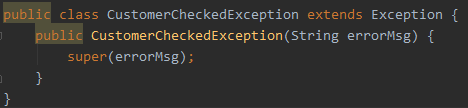 public class CustomerCheckedException extends Exception {
    public CustomerCheckedException(String errorMsg) {
        super(errorMsg);
    }
}